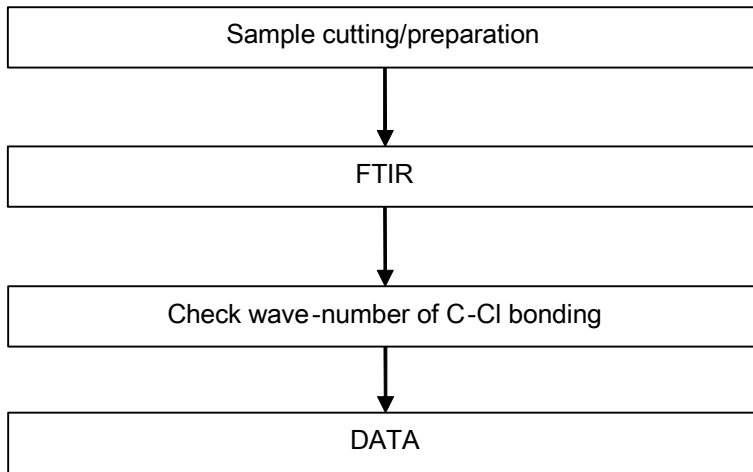 Sample cutting/preparation
FTIR
Check wave-number of C-Cl bonding
DATA